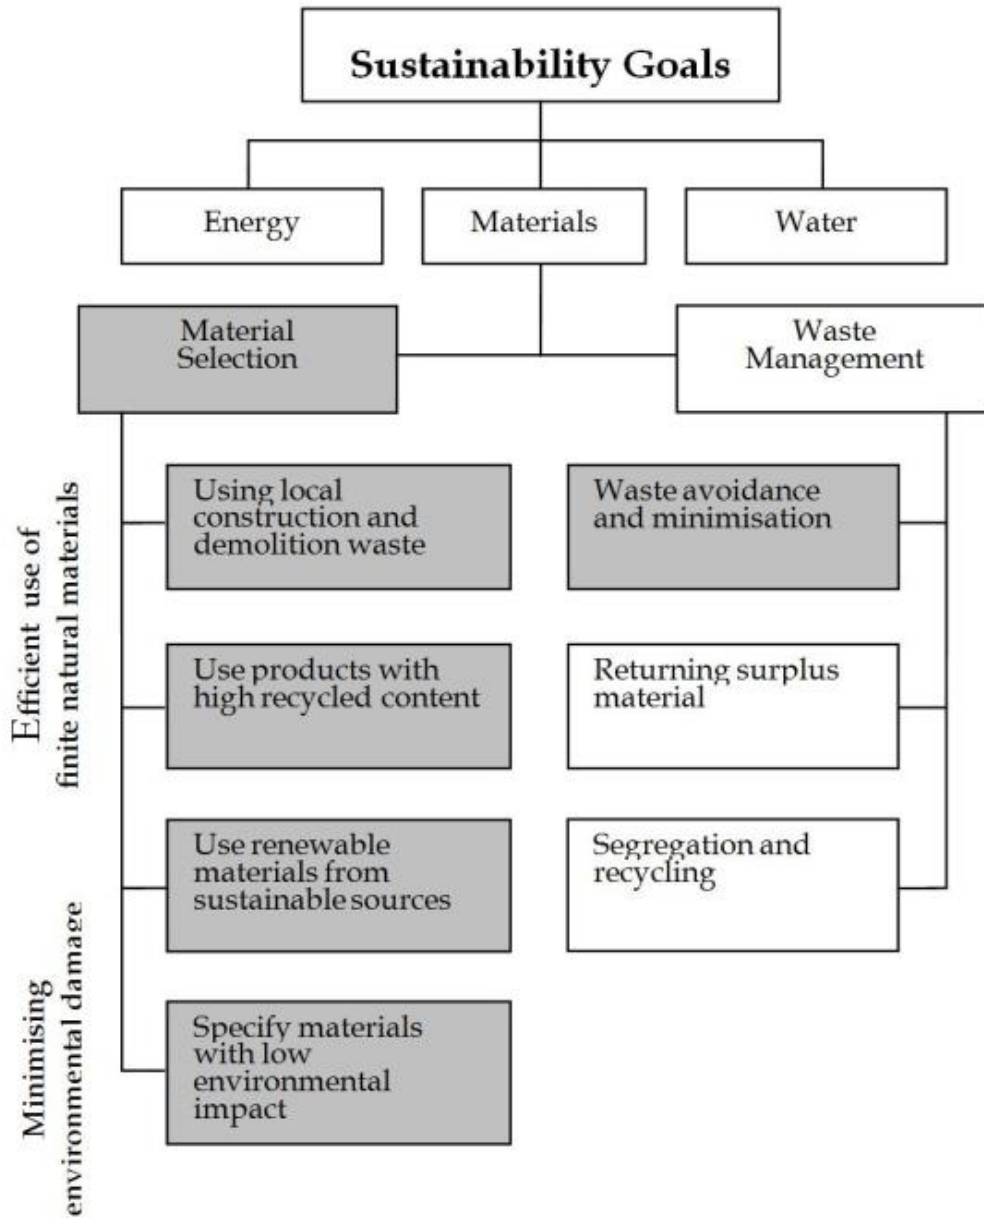 Sustainability Goals
Energy
Materials
Water
Material
Selection
Waste
Management
Efficient use of
finite natural materials
Using local
construction and
demolition waste
Waste avoidance
and minimisation
Use products with
high recycled content
Returning surplus
material
Use renewable
materials from
sustainable sources
Segregation and
recycling
Minimising
environmental damage
Specify materials
with low
environmental
impact